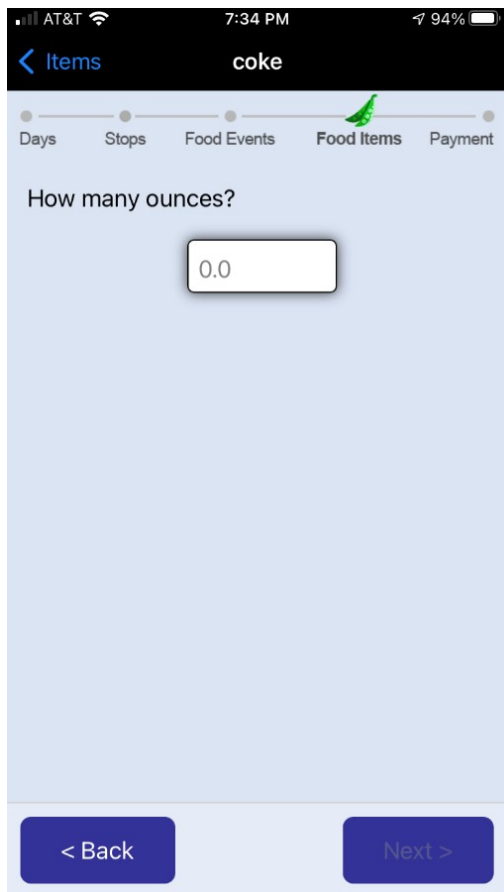 AT&T 7:34 PM 94%
Items coke
Days Stops Food Events Food Items Payment
How many ounces?
0.0
< Back Next >